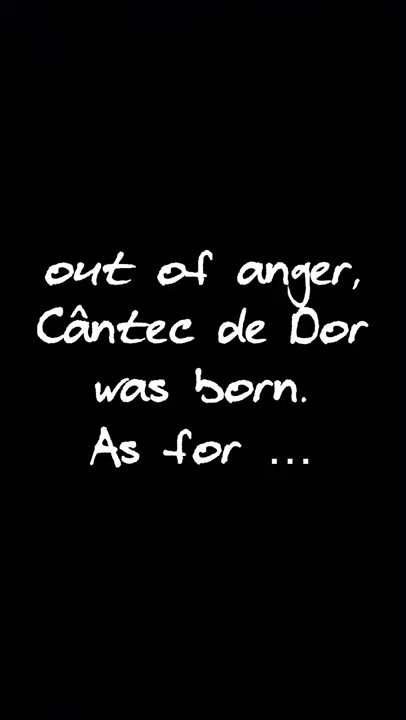 out of anger,
Cântec de Dor
was born.
As for ...